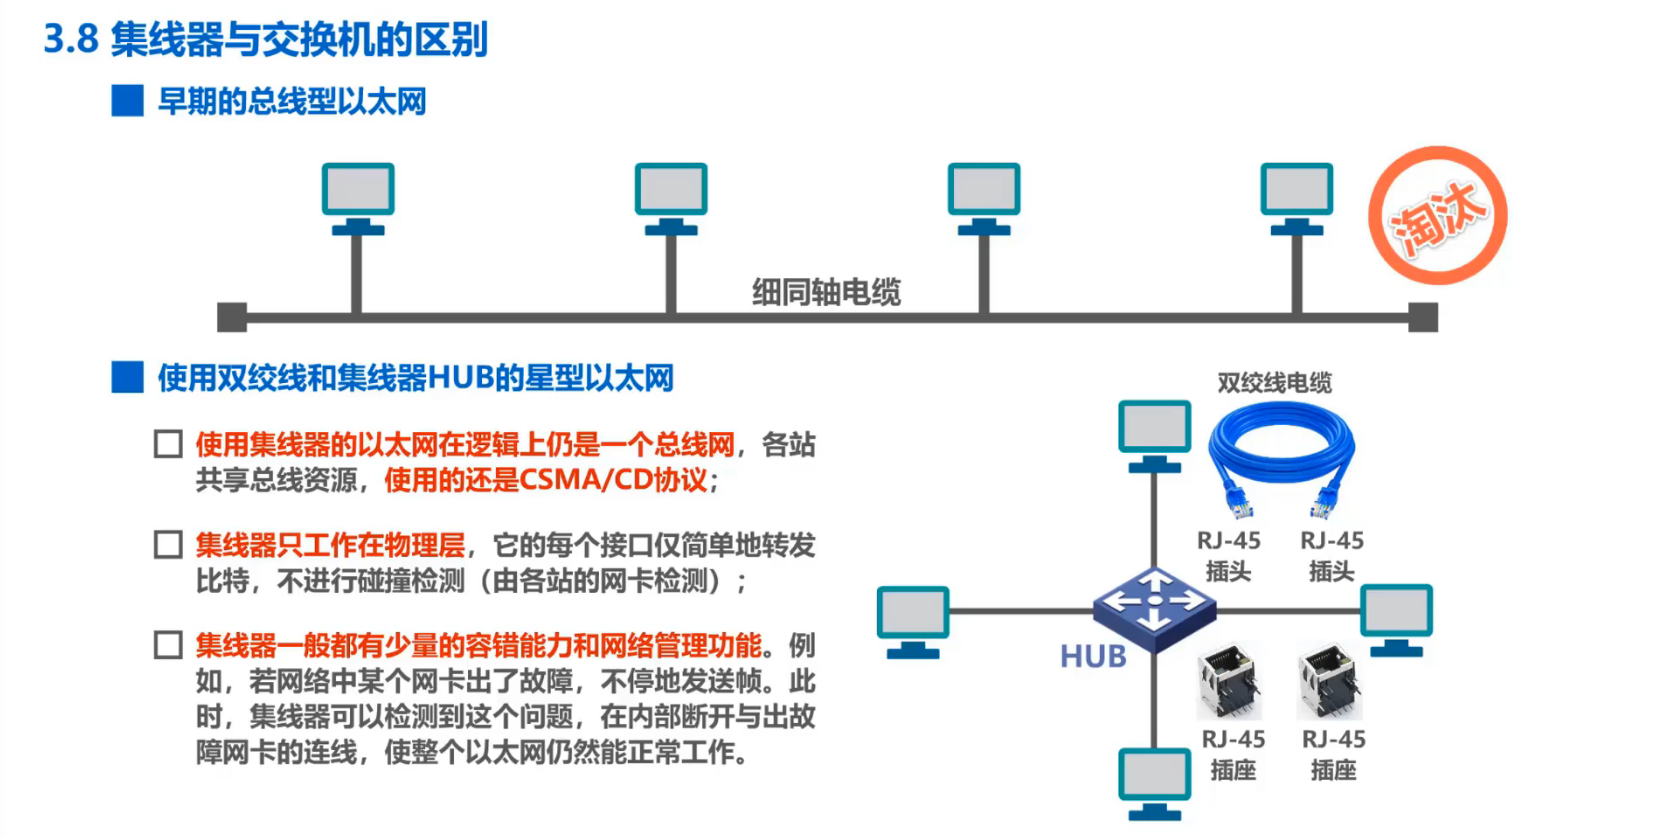 3.8 集线器与交换机的区别
早期的总线型以太网
淘汰
细同轴电缆
使用双绞线和集线器HUB的星型以太网
使用集线器的以太网在逻辑上仍是一个总线网，各站
共享总线资源，使用的还是CSMA/CD协议；
集线器只工作在物理层，它的每个接口仅简单地转发
比特，不进行碰撞检测（由各站的网卡检测）；
集线器一般都有少量的容错能力和网络管理功能。例
如，若网络中某个网卡出了故障，不停地发送帧。此
时，集线器可以检测到这个问题，在内部断开与出故
障网卡的连线，使整个以太网仍然能正常工作。
双绞线电缆
RJ-45
插头
RJ-45
插头
HUB
RJ-45
插座
RJ-45
插座